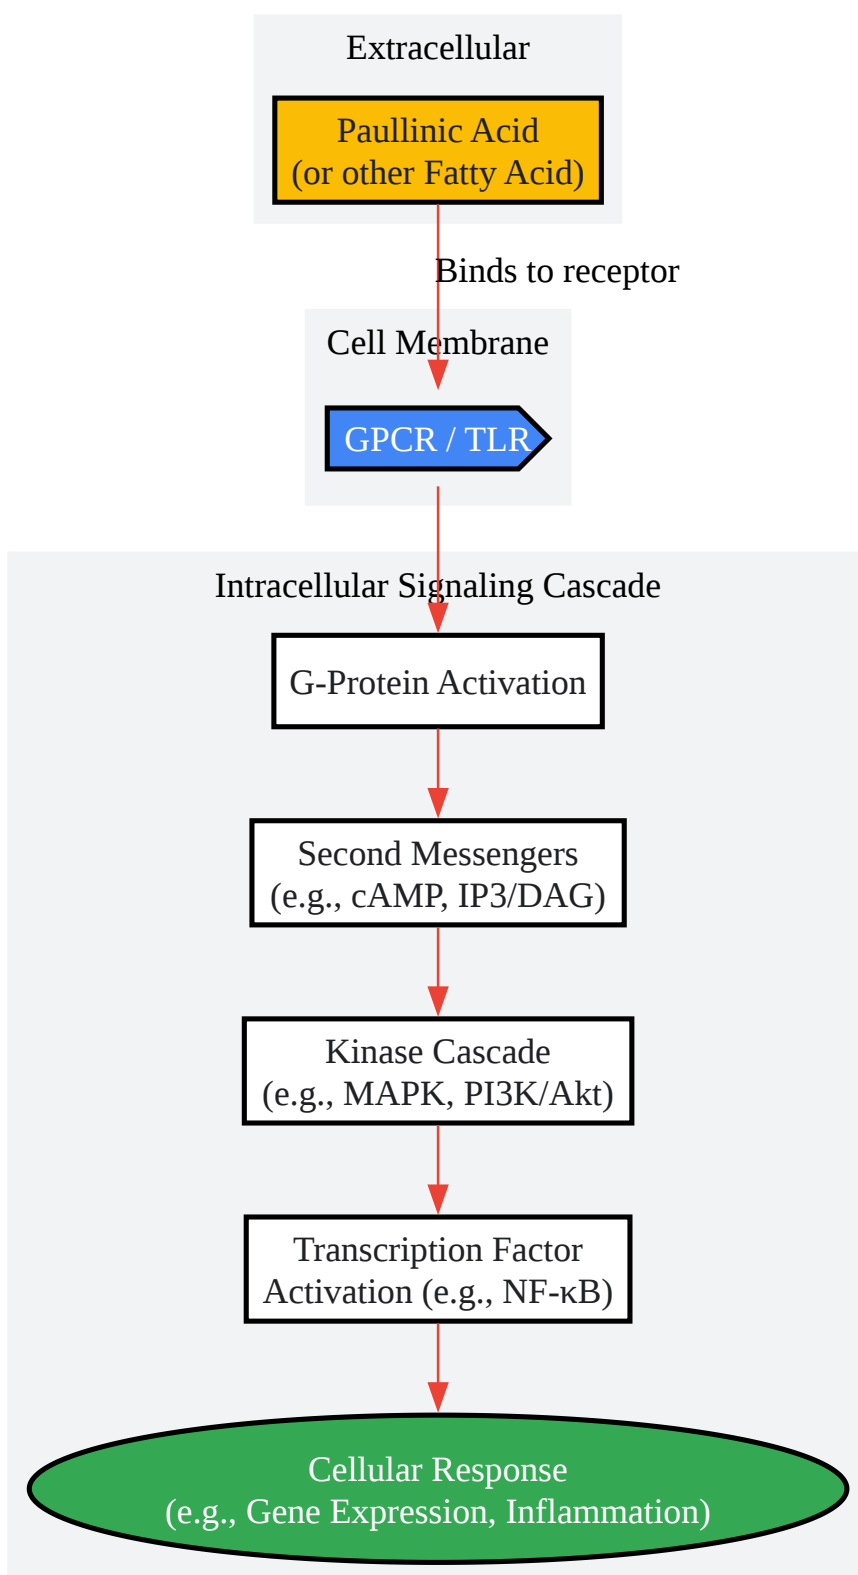 Extracellular
Paullinic Acid
(or other Fatty Acid)
Binds to receptor
Cell Membrane
GPCR / TLR
Intracellular Signaling Cascade
G-Protein Activation
Second Messengers
(e.g., cAMP, IP3/DAG)
Kinase Cascade
(e.g., MAPK, PI3K/Akt)
Transcription Factor
Activation (e.g., NF-κB)
Cellular Response
(e.g., Gene Expression, Inflammation)